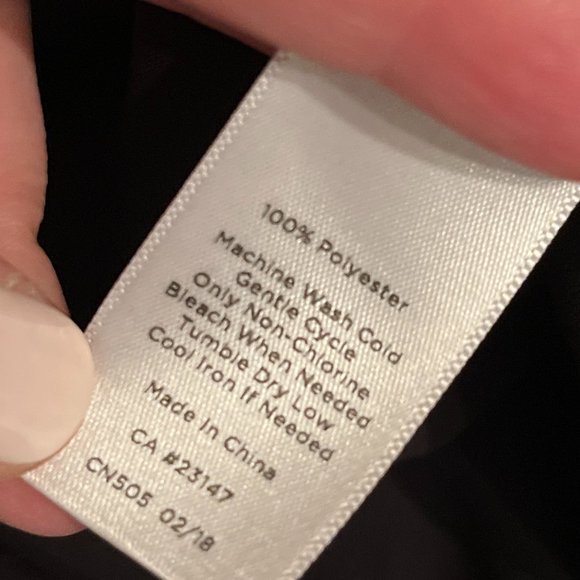 100% Polyester
Machine Wash Cold
Gentle Cycle
Only Non-Chlorine
Bleach When Needed
Tumble Dry Low
Cool Iron If Needed
Made In China
CA #23147
CN505 02/18